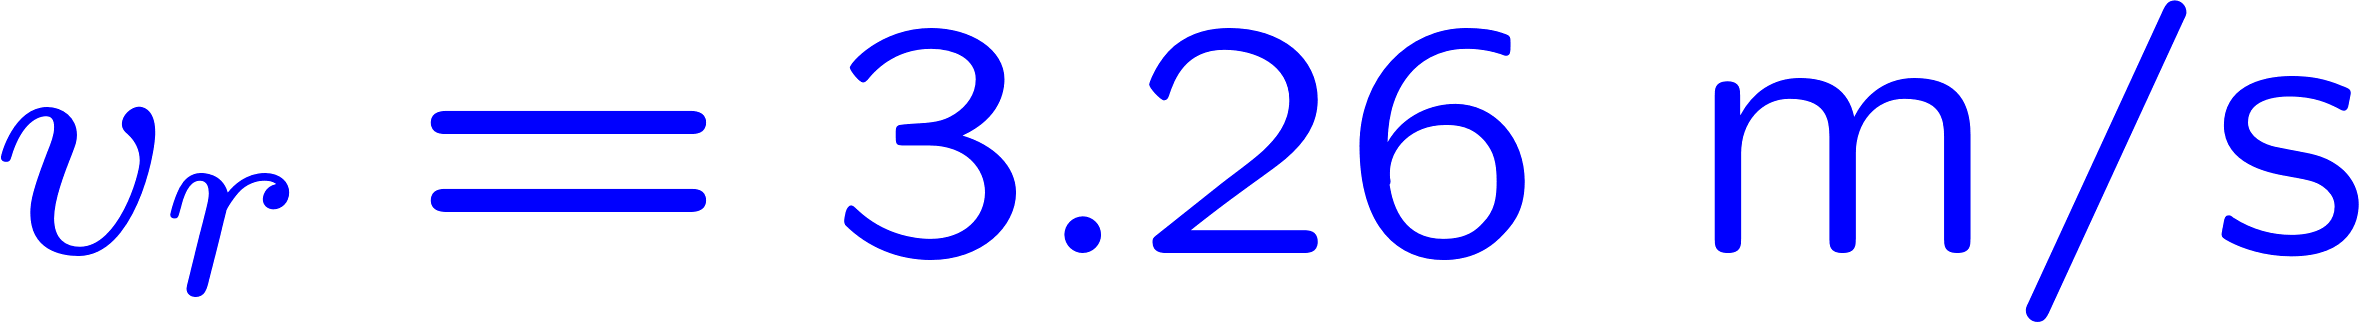 v_r = 3.26 m/s